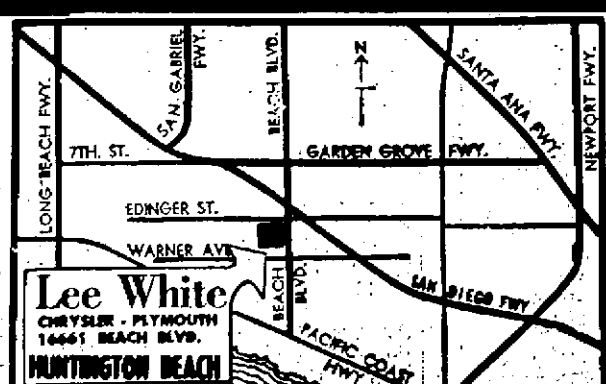 LONG BEACH FWY.
SAN GABRIEL
FWY.
BEACH BLVD.
N
SANTA ANA FWY.
NEWPORT FWY.
7TH. ST.
GARDEN GROVE FWY.
EDINGER ST.
WARNER AVE
BEACH
BLVD.
SAN DIEGO FWY
PACIFIC COAST
HWY
Lee White
CHRYSLER - PLYMOUTH
16661 BEACH BLVD.
HUNTINGTON BEACH